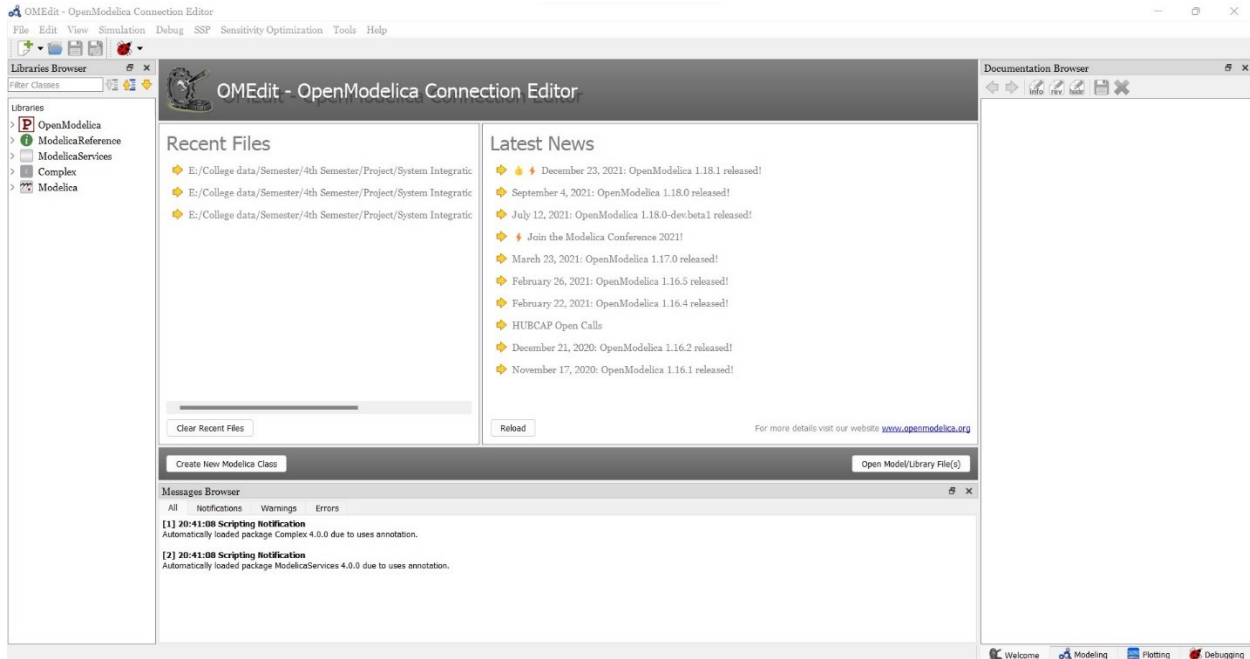 OMEdit - OpenModelica Connection Editor
File Edit View Simulation Debug SSP Sensitivity Optimization Tools Help
Libraries Browser
Filter Classes
Libraries
P OpenModelica
ModelicaReference
ModelicaServices
Complex
Modelica
OMEdit - OpenModelica Connection Editor
Recent Files
E:/College data/Semester/4th Semester/Project/System Integratic
E:/College data/Semester/4th Semester/Project/System Integratic
E:/College data/Semester/4th Semester/Project/System Integratic
Clear Recent Files
Latest News
December 23, 2021: OpenModelica 1.18.1 released!
September 4, 2021: OpenModelica 1.18.0 released!
July 12, 2021: OpenModelica 1.18.0-dev.beta1 released!
Join the Modelica Conference 2021!
March 23, 2021: OpenModelica 1.17.0 released!
February 26, 2021: OpenModelica 1.16.5 released!
February 22, 2021: OpenModelica 1.16.4 released!
HUBCAP Open Calls
December 21, 2020: OpenModelica 1.16.2 released!
November 17, 2020: OpenModelica 1.16.1 released!
Reload
For more details visit our website www.openmodelica.org
Create New Modelica Class
Open Model/Library File(s)
Messages Browser
All Notifications Warnings Errors
[1] 20:41:08 Scripting Notification
Automatically loaded package Complex 4.0.0 due to uses annotation.
[2] 20:41:08 Scripting Notification
Automatically loaded package ModelicaServices 4.0.0 due to uses annotation.
Documentation Browser
info rev hide
Welcome Modeling Plotting Debugging